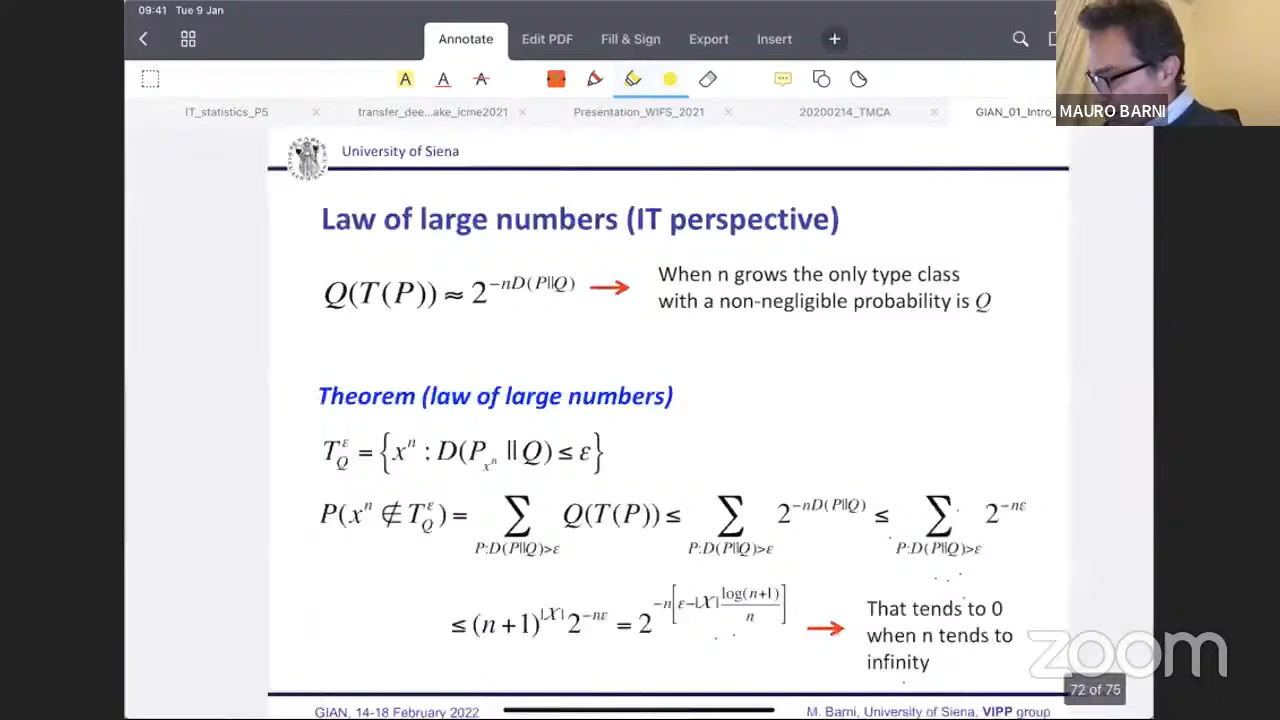 09:41 Tue 9 Jan
Annotate Edit PDF Fill & Sign Export Insert +
A A A
MAURO BARNI
IT_statistics_P5 × transfer_dee...ake_icme2021 × Presentation_WIFS_2021 × 20200214_TMCA × GIAN_01_Intro_
University of Siena
Law of large numbers (IT perspective)
Q(T(P)) ≈ 2^{-nD(P||Q)} → When n grows the only type class
with a non-negligible probability is Q
Theorem (law of large numbers)
T_Q^ε = {x^n : D(P_{x^n} || Q) ≤ ε}
P(x^n ∉ T_Q^ε) = ∑_{P:D(P||Q)>ε} Q(T(P)) ≤ ∑_{P:D(P||Q)>ε} 2^{-nD(P||Q)} ≤ ∑_{P:D(P||Q)>ε} 2^{-nε}
≤ (n+1)^{|X|} 2^{-nε} = 2^{-n[ε-|X| log(n+1)/n]} → That tends to 0
when n tends to
infinity
zoom
72 of 75
GIAN, 14-18 February 2022 M. Barni, University of Siena, VIPP group